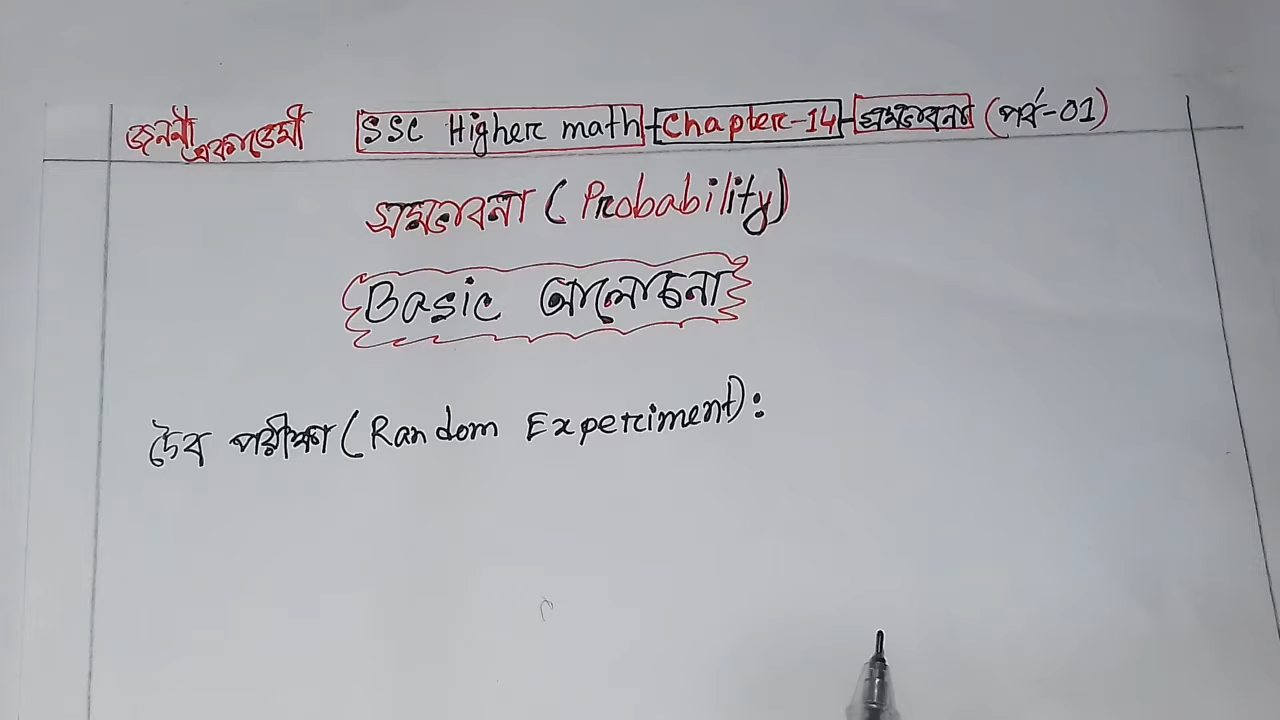 জননী একাডেমী SSC Higher math - Chapter-14 - সম্ভাবনা (পর্ব-01)
সম্ভাবনা (Probability)
Basic আলোচনা
দৈব পরীক্ষা (Random Experiment):